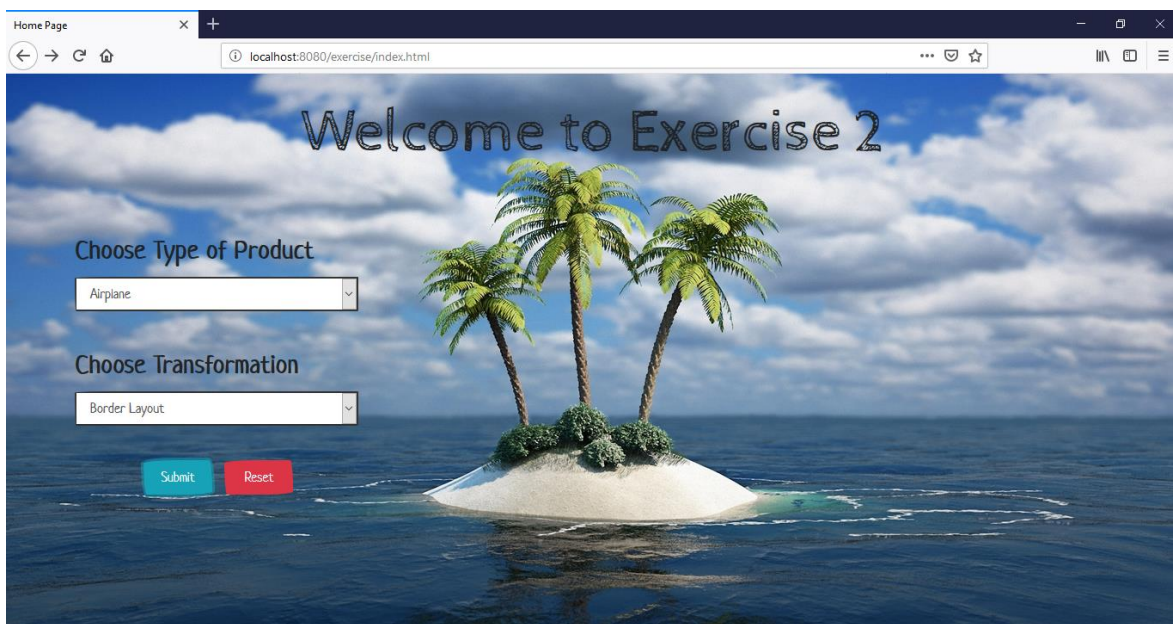 Home Page
localhost:8080/exercise/index.html
Welcome to Exercise 2
Choose Type of Product
Airplane
Choose Transformation
Border Layout
Submit Reset